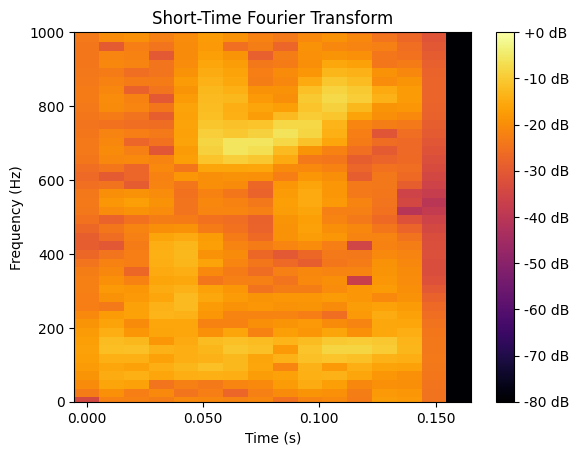 Short-Time Fourier Transform
1000
800
600
400
200
0
Frequency (Hz)
0.000
0.050
0.100
0.150
Time (s)
+0 dB
-10 dB
-20 dB
-30 dB
-40 dB
-50 dB
-60 dB
-70 dB
-80 dB